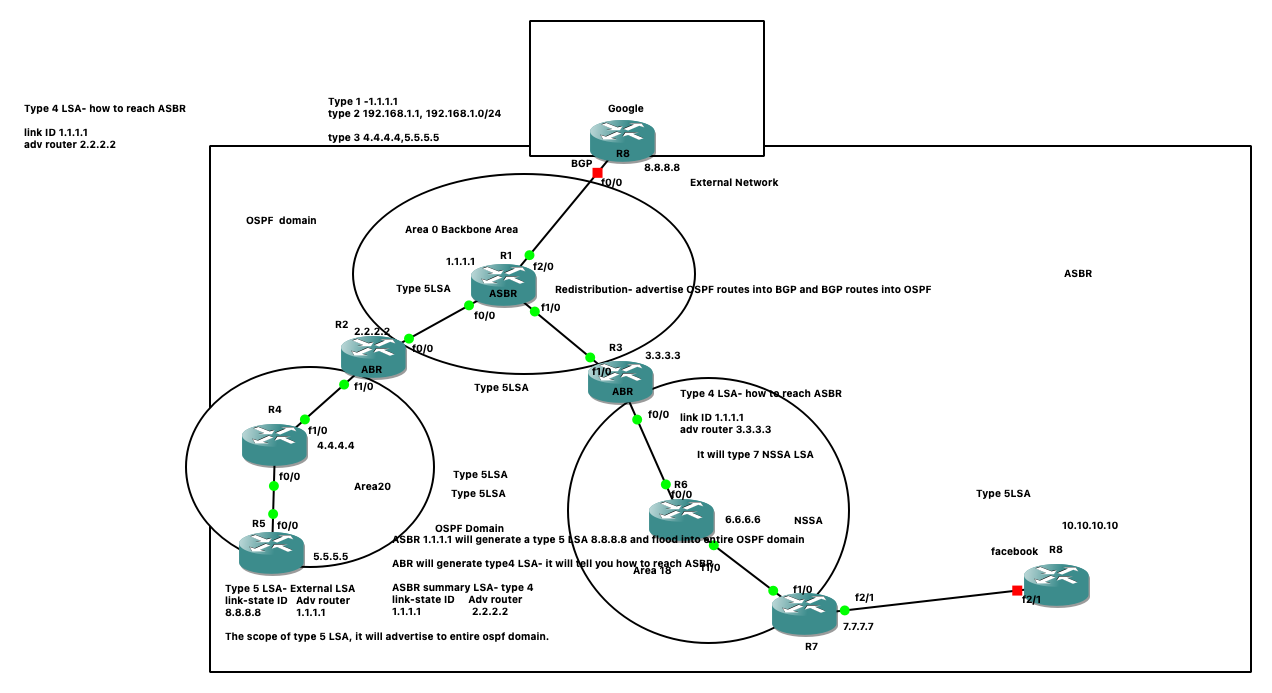 Google
Type 4 LSA- how to reach ASBR
link ID 1.1.1.1
adv router 2.2.2.2
Type 1 -1.1.1.1
type 2 192.168.1.1, 192.168.1.0/24
type 3 4.4.4.4,5.5.5.5
R8
BGP
8.8.8.8
f0/0
External Network
OSPF  domain
Area 0 Backbone Area
R1
1.1.1.1
f2/0
ASBR
Type 5LSA
ASBR
Redistribution- advertise OSPF routes into BGP and BGP routes into OSPF
f0/0
f1/0
R2
2.2.2.2
f0/0
R3
3.3.3.3
ABR
f1/0
f1/0
ABR
Type 5LSA
Type 4 LSA- how to reach ASBR
link ID 1.1.1.1
adv router 3.3.3.3
f0/0
R4
f1/0
4.4.4.4
It will type 7 NSSA LSA
f0/0
Area20
Type 5LSA
Type 5LSA
R6
f0/0
Type 5LSA
R5
f0/0
6.6.6.6
NSSA
10.10.10.10
OSPF Domain
ASBR 1.1.1.1 will generate a type 5 LSA 8.8.8.8 and flood into entire OSPF domain
5.5.5.5
ABR will generate type4 LSA- it will tell you how to reach ASBR
f1/0
Area 18
facebook
R8
Type 5 LSA- External LSA
link-state ID   Adv router
8.8.8.8   1.1.1.1
ASBR summary LSA- type 4
link-state ID   Adv router
1.1.1.1   2.2.2.2
f1/0
f2/1
f2/1
7.7.7.7
The scope of type 5 LSA, it will advertise to entire ospf domain.
R7